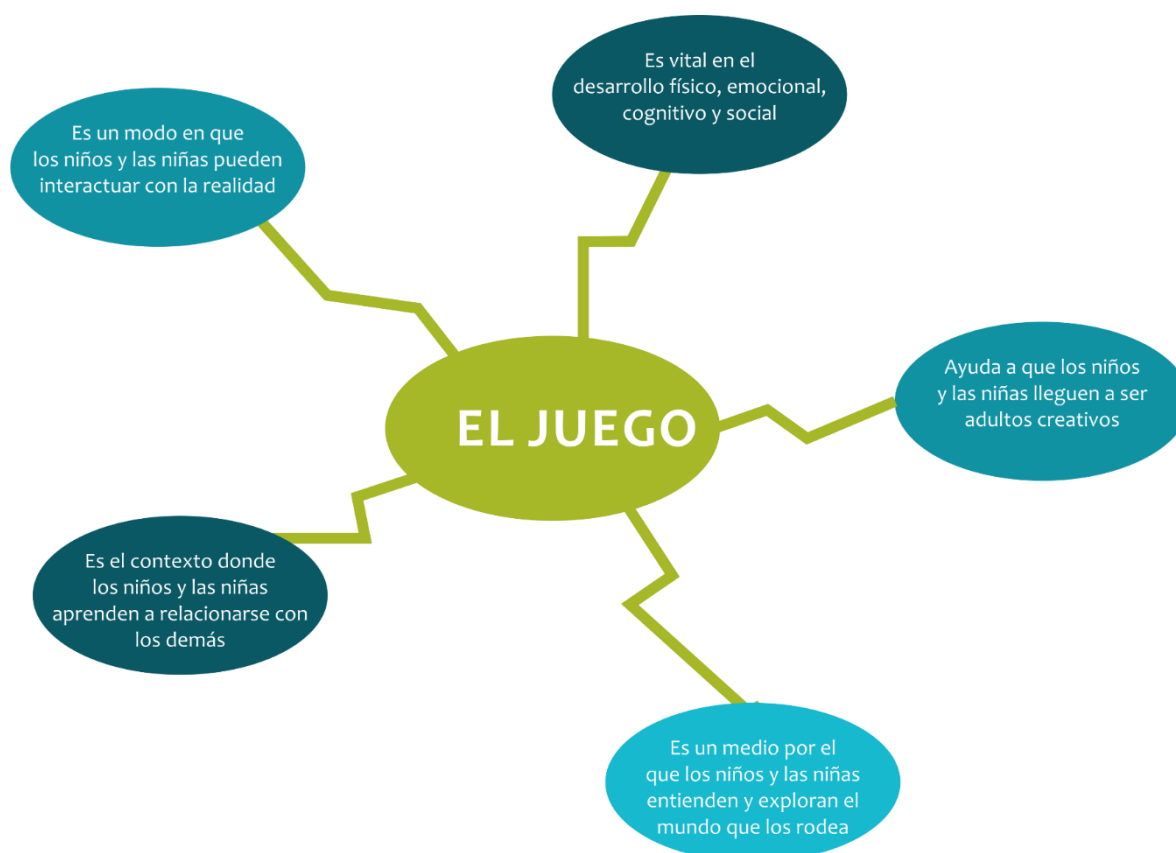 Es vital en el
desarrollo físico, emocional,
cognitivo y social
Es un modo en que
los niños y las niñas pueden
interactuar con la realidad
Ayuda a que los niños
y las niñas lleguen a ser
adultos creativos
EL JUEGO
Es el contexto donde
los niños y las niñas
aprenden a relacionarse con
los demás
Es un medio por el
que los niños y las niñas
entienden y exploran el
mundo que los rodea